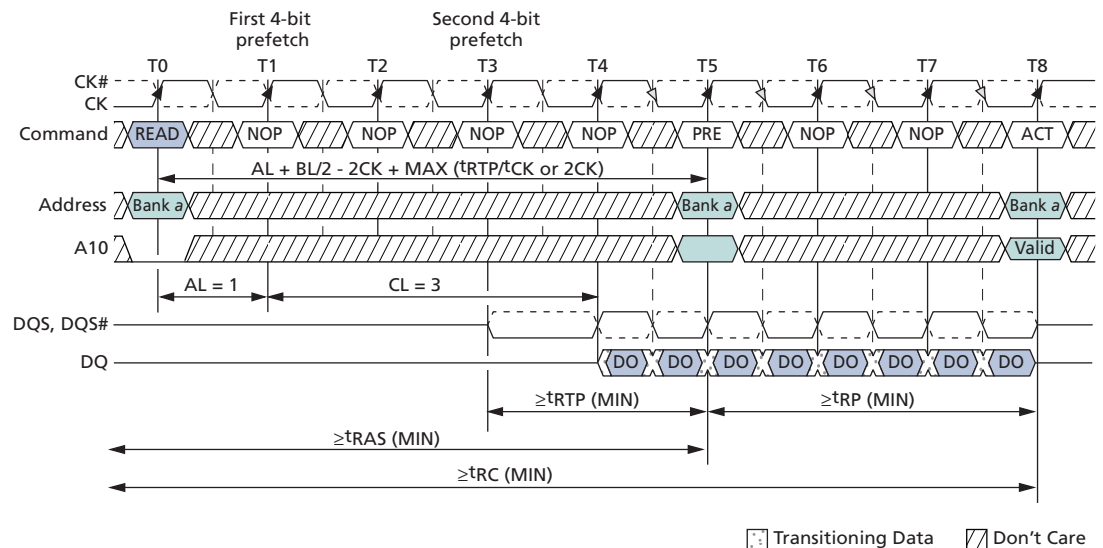 First 4-bit
prefetch
Second 4-bit
prefetch
T0 T1 T2 T3 T4 T5 T6 T7 T8
CK#
CK
Command READ NOP NOP NOP NOP PRE NOP NOP ACT
AL + BL/2 - 2CK + MAX (tRTP/tCK or 2CK)
Address Bank a Bank a Bank a
A10 Valid
AL = 1 CL = 3
DQS, DQS#
DQ DO DO DO DO DO DO DO DO
≥tRTP (MIN) ≥tRP (MIN)
≥tRAS (MIN)
≥tRC (MIN)
Transitioning Data Don't Care